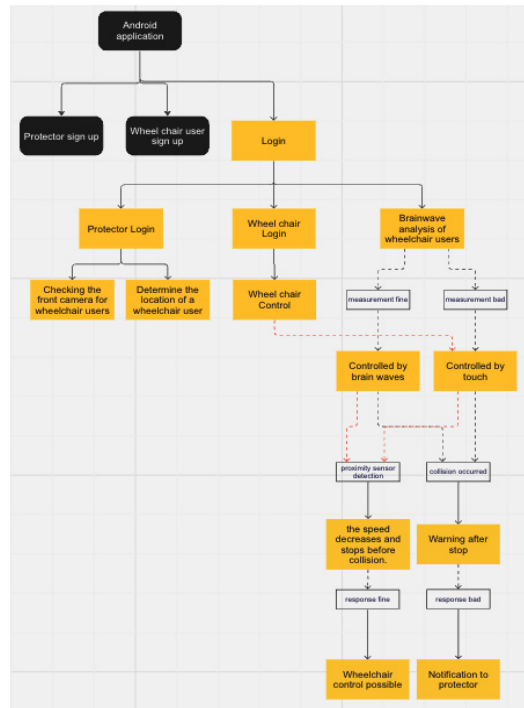 Android
application
Protector sign up
Wheel chair user
sign up
Login
Protector Login
Wheel chair
Login
Brainwave
analysis of
wheelchair users
Checking the
front camera for
wheelchair users
Determine the
location of a
wheelchair user
Wheel chair
Control
measurement fine
measurement bad
Controlled by
brain waves
Controlled by
touch
proximity sensor
detection
collision occurred
the speed
decreases and
stops before
collision.
Warning after
stop
response fine
response bad
Wheelchair
control possible
Notification to
protector